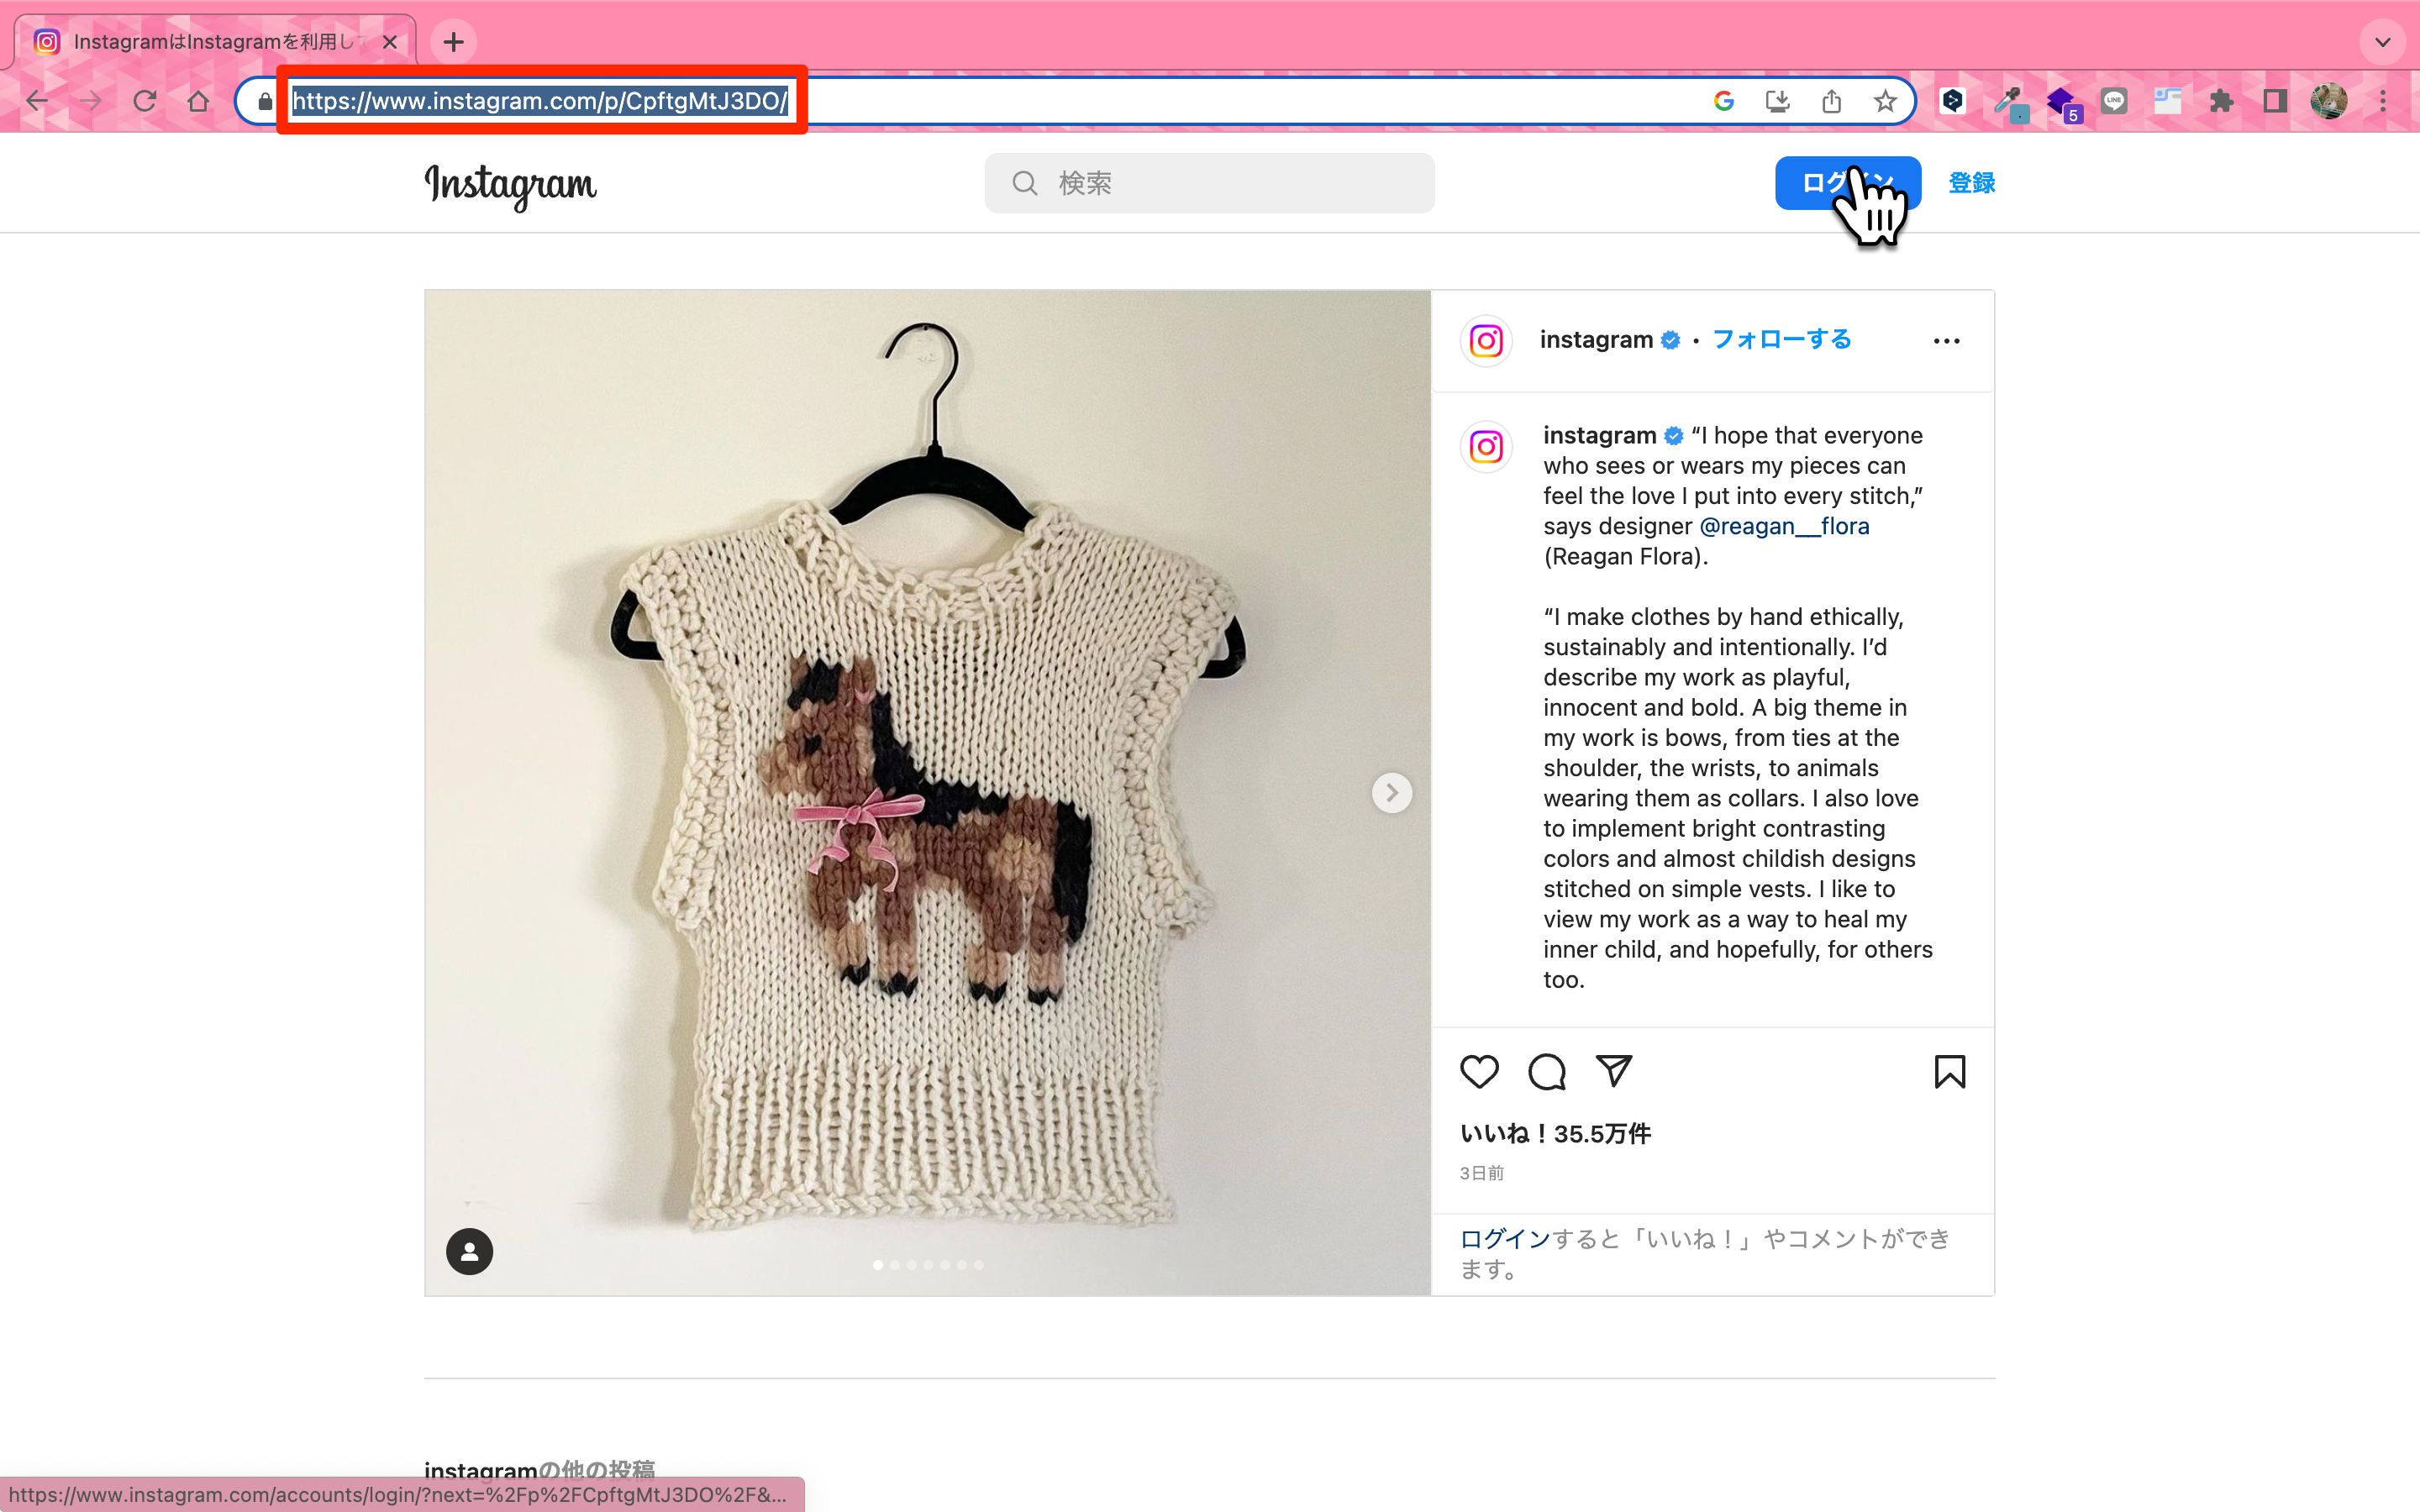 InstagramはInstagramを利用し
https://www.instagram.com/p/CpftgMtJ3DO/
5
LINE
Instagram
検索
ログイン
登録
instagram • フォローする
instagram “I hope that everyone
who sees or wears my pieces can
feel the love I put into every stitch,”
says designer @reagan__flora
(Reagan Flora).
“I make clothes by hand ethically,
sustainably and intentionally. I’d
describe my work as playful,
innocent and bold. A big theme in
my work is bows, from ties at the
shoulder, the wrists, to animals
wearing them as collars. I also love
to implement bright contrasting
colors and almost childish designs
stitched on simple vests. I like to
view my work as a way to heal my
inner child, and hopefully, for others
too.
いいね！35.5万件
3日前
ログインすると「いいね！」やコメントができ
ます。
instagramの他の投稿
https://www.instagram.com/accounts/login/?next=%2Fp%2FCpftgMtJ3DO%2F&...